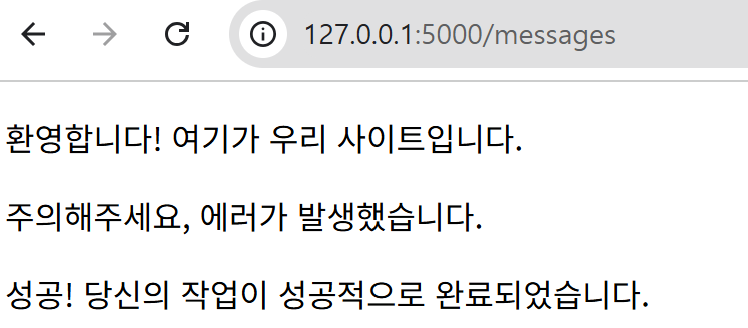 127.0.0.1:5000/messages
환영합니다! 여기가 우리 사이트입니다.
주의해주세요, 에러가 발생했습니다.
성공! 당신의 작업이 성공적으로 완료되었습니다.